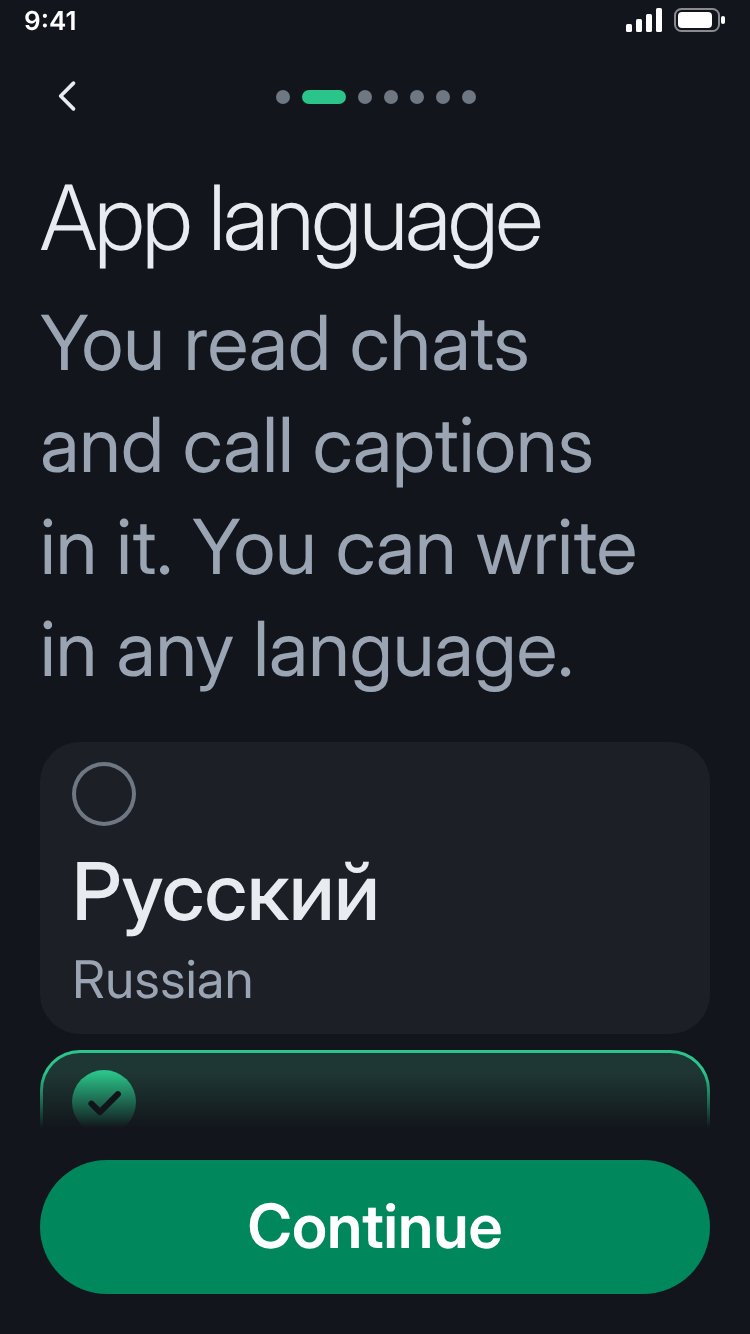 9:41
App language
You read chats
and call captions
in it. You can write
in any language.
Русский
Russian
Continue